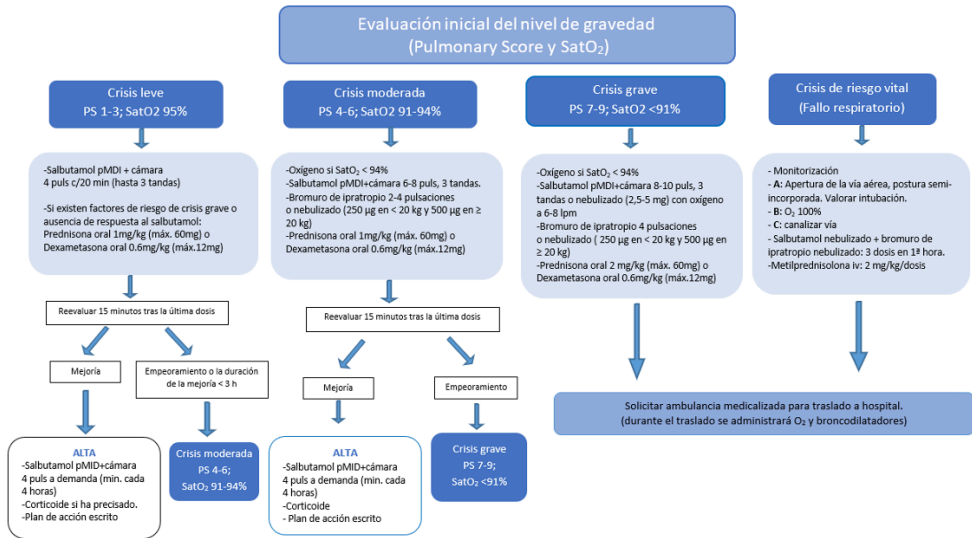 Evaluación inicial del nivel de gravedad
(Pulmonary Score y SatO₂)
Crisis leve
PS 1-3; SatO2 95%
Crisis moderada
PS 4-6; SatO2 91-94%
Crisis grave
PS 7-9; SatO2 <91%
Crisis de riesgo vital
(Fallo respiratorio)
-Salbutamol pMDI + cámara
4 puls c/20 min (hasta 3 tandas)
-Si existen factores de riesgo de crisis grave o
ausencia de respuesta al salbutamol:
Prednisona oral 1mg/kg (máx. 60mg) o
Dexametasona oral 0.6mg/kg (máx.12mg)
-Oxígeno si SatO₂ < 94%
-Salbutamol pMDI+cámara 6-8 puls, 3 tandas.
-Bromuro de ipratropio 2-4 pulsaciones
o nebulizado (250 µg en < 20 kg y 500 µg en ≥
20 kg)
-Prednisona oral 1mg/kg (máx. 60mg) o
Dexametasona oral 0.6mg/kg (máx.12mg)
-Oxígeno si SatO₂ < 94%
-Salbutamol pMDI+cámara 8-10 puls, 3
tandas o nebulizado (2,5-5 mg) con oxígeno
a 6-8 lpm
-Bromuro de ipratropio 4 pulsaciones
o nebulizado ( 250 µg en < 20 kg y 500 µg en
≥ 20 kg)
-Prednisona oral 2 mg/kg (máx. 60mg) o
Dexametasona oral 0.6mg/kg (máx.12mg)
- Monitorización
- A: Apertura de la vía aérea, postura semi-
incorporada. Valorar intubación.
- B: O₂ 100%
- C: canalizar vía
- Salbutamol nebulizado + bromuro de
ipratropio nebulizado: 3 dosis en 1ª hora.
-Metilprednisolona iv: 2 mg/kg/dosis
Reevaluar 15 minutos tras la última dosis
Reevaluar 15 minutos tras la última dosis
Mejoría
Empeoramiento o la duración
de la mejoría < 3 h
Mejoría
Empeoramiento
Solicitar ambulancia medicalizada para traslado a hospital.
(durante el traslado se administrará O₂ y broncodilatadores)
ALTA
-Salbutamol pMID+cámara
4 puls a demanda (min. cada
4 horas)
-Corticoide si ha precisado.
-Plan de acción escrito
Crisis moderada
PS 4-6;
SatO₂ 91-94%
ALTA
-Salbutamol pMID+cámara
4 puls a demanda (min. cada
4 horas)
-Corticoide
- Plan de acción escrito
Crisis grave
PS 7-9;
SatO₂ <91%